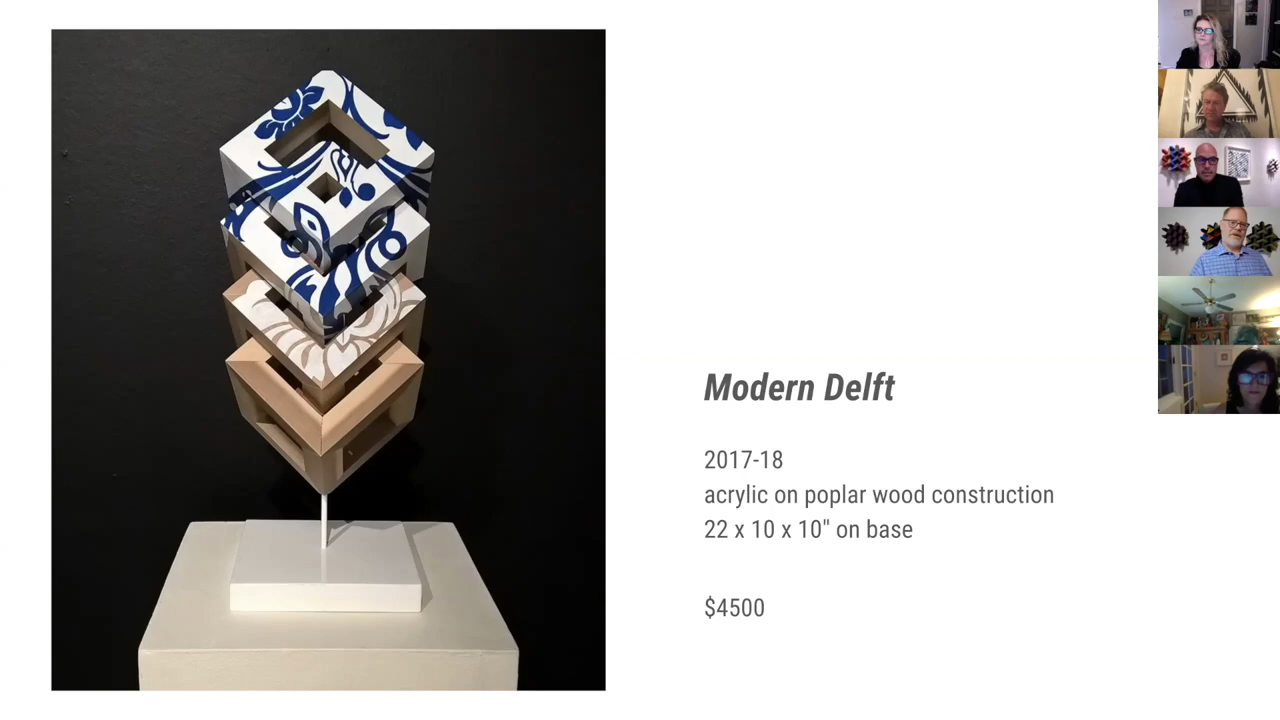 Modern Delft
2017-18
acrylic on poplar wood construction
22 x 10 x 10" on base
$4500